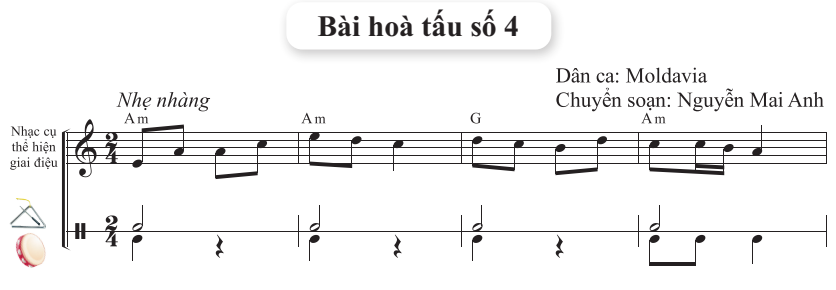 Bài hoà tấu số 4
Dân ca: Moldavia
Nhẹ nhàng
Chuyển soạn: Nguyễn Mai Anh
Am Am G Am
Nhạc cụ
thể hiện
giai điệu
2
4
2
4